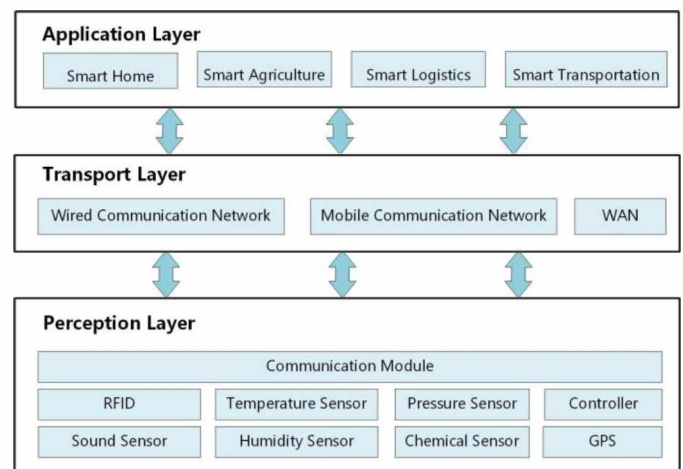 Application Layer
Smart Home
Smart Agriculture
Smart Logistics
Smart Transportation
Transport Layer
Wired Communication Network
Mobile Communication Network
WAN
Perception Layer
Communication Module
RFID
Temperature Sensor
Pressure Sensor
Controller
Sound Sensor
Humidity Sensor
Chemical Sensor
GPS